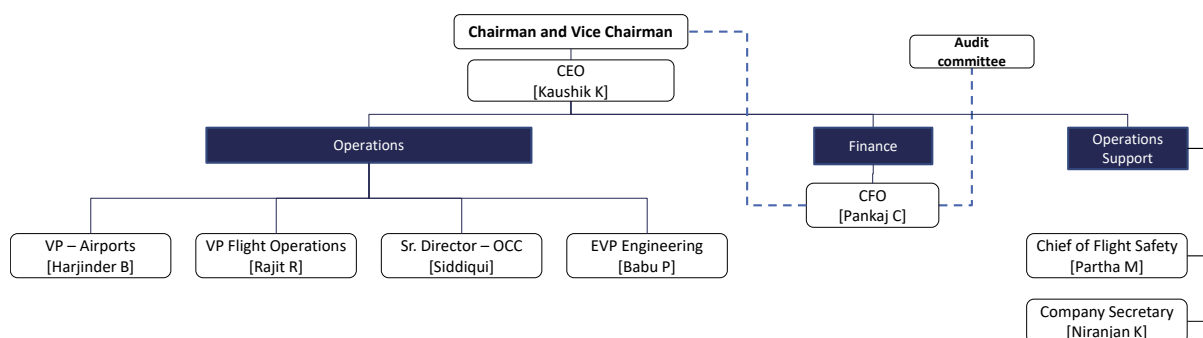 Chairman and Vice Chairman
Audit
committee
CEO
[Kaushik K]
Operations
Finance
Operations
Support
CFO
[Pankaj C]
VP – Airports
[Harjinder B]
VP Flight Operations
[Rajit R]
Sr. Director – OCC
[Siddiqui]
EVP Engineering
[Babu P]
Chief of Flight Safety
[Partha M]
Company Secretary
[Niranjan K]